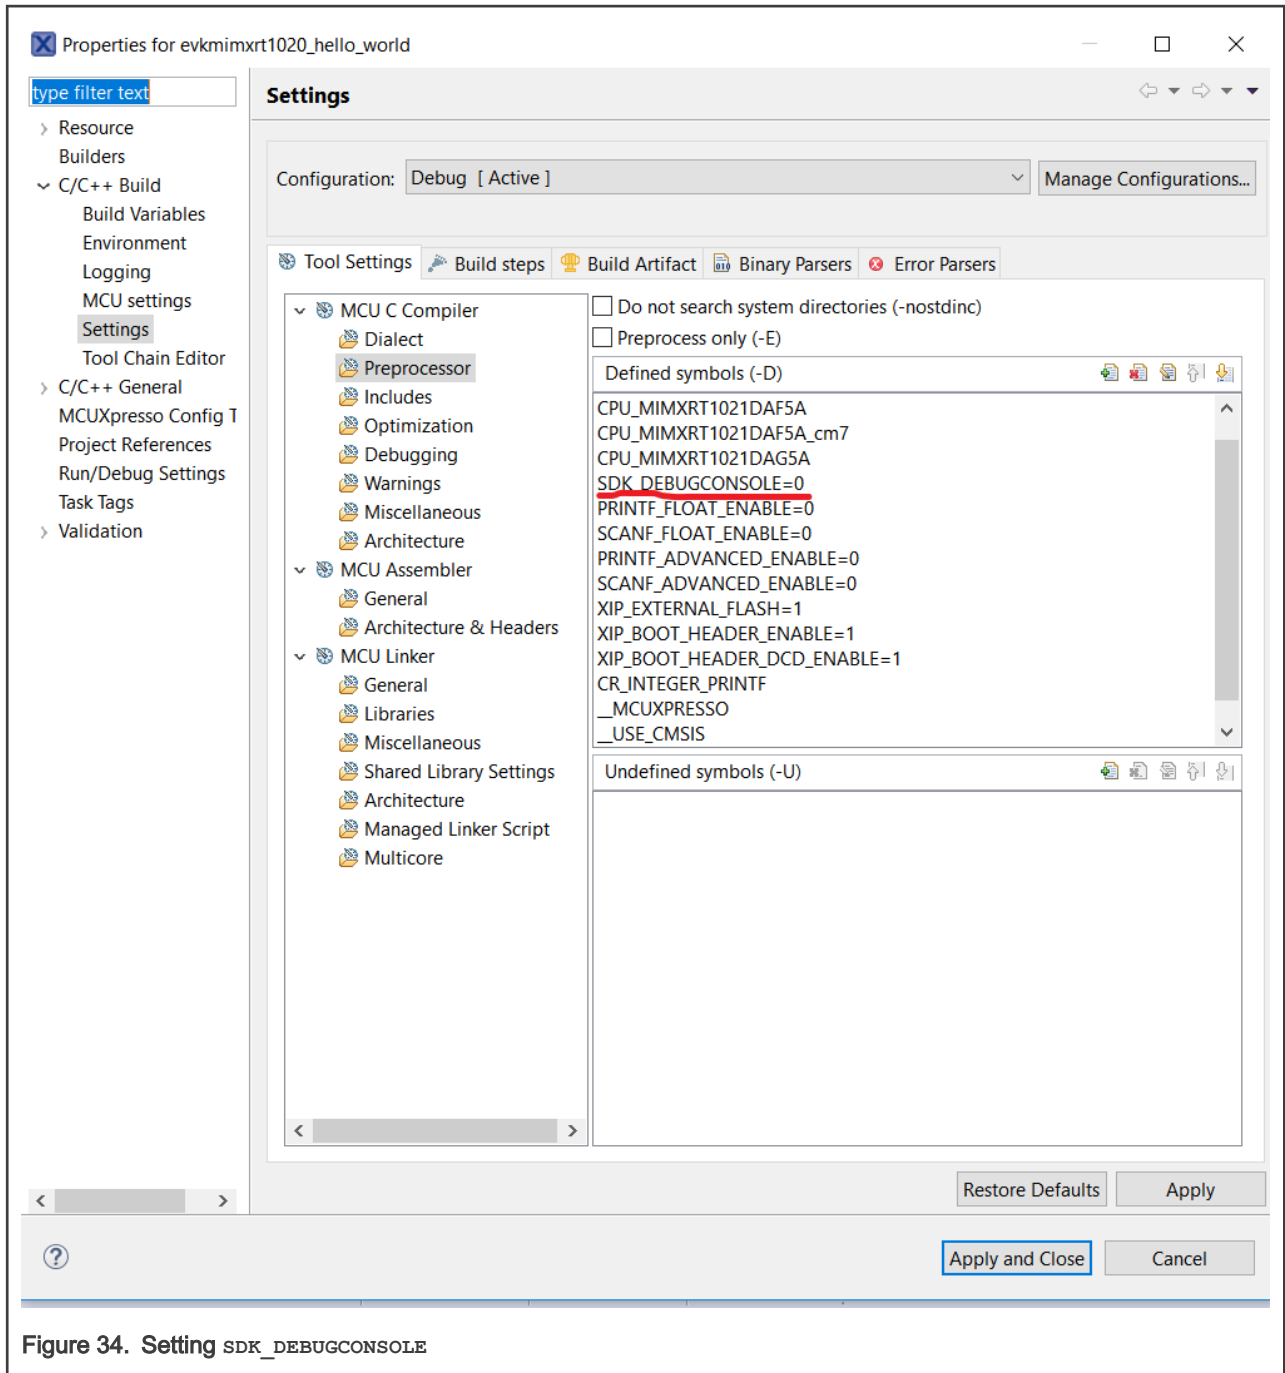 Properties for evkmimxrt1020_hello_world
type filter text
Resource
Builders
C/C++ Build
Build Variables
Environment
Logging
MCU settings
Settings
Tool Chain Editor
C/C++ General
MCUXpresso Config T
Project References
Run/Debug Settings
Task Tags
Validation
Settings
Configuration: Debug [ Active ] Manage Configurations...
Tool Settings Build steps Build Artifact Binary Parsers Error Parsers
MCU C Compiler
Dialect
Preprocessor
Includes
Optimization
Debugging
Warnings
Miscellaneous
Architecture
MCU Assembler
General
Architecture & Headers
MCU Linker
General
Libraries
Miscellaneous
Shared Library Settings
Architecture
Managed Linker Script
Multicore
Do not search system directories (-nostdinc)
Preprocess only (-E)
Defined symbols (-D)
CPU_MIMXRT1021DAF5A
CPU_MIMXRT1021DAF5A_cm7
CPU_MIMXRT1021DAG5A
SDK_DEBUGCONSOLE=0
PRINTF_FLOAT_ENABLE=0
SCANF_FLOAT_ENABLE=0
PRINTF_ADVANCED_ENABLE=0
SCANF_ADVANCED_ENABLE=0
XIP_EXTERNAL_FLASH=1
XIP_BOOT_HEADER_ENABLE=1
XIP_BOOT_HEADER_DCD_ENABLE=1
CR_INTEGER_PRINTF
__MCUXPRESSO
__USE_CMSIS
Undefined symbols (-U)
Restore Defaults Apply
Apply and Close Cancel
Figure 34. Setting SDK_DEBUGCONSOLE